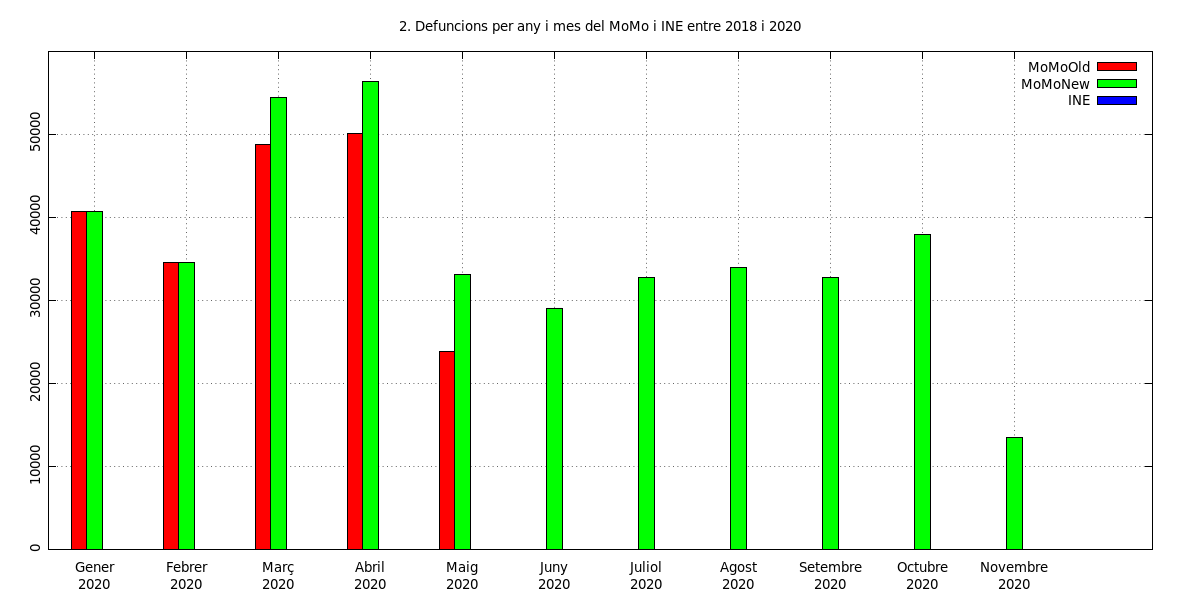 2. Defuncions per any i mes del MoMo i INE entre 2018 i 2020
MoMoOld
MoMoNew
INE
50000
40000
30000
20000
10000
0
Gener Febrer Març Abril Maig Juny Juliol Agost Setembre Octubre Novembre
2020 2020 2020 2020 2020 2020 2020 2020 2020 2020 2020